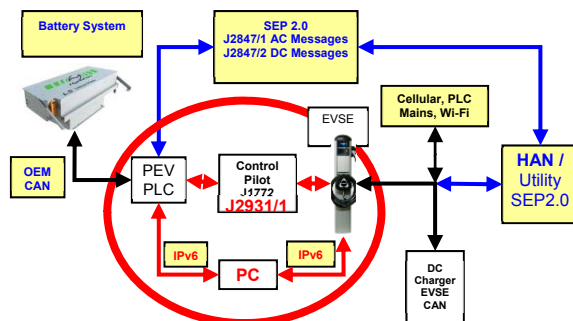 Battery System
SEP 2.0
J2847/1 AC Messages
J2847/2 DC Messages
EVSE
Cellular, PLC
Mains, Wi-Fi
OEM
CAN
PEV
PLC
Control
Pilot
J1772
J2931/1
HAN /
Utility
SEP2.0
IPv6
PC
IPv6
DC
Charger
EVSE
CAN